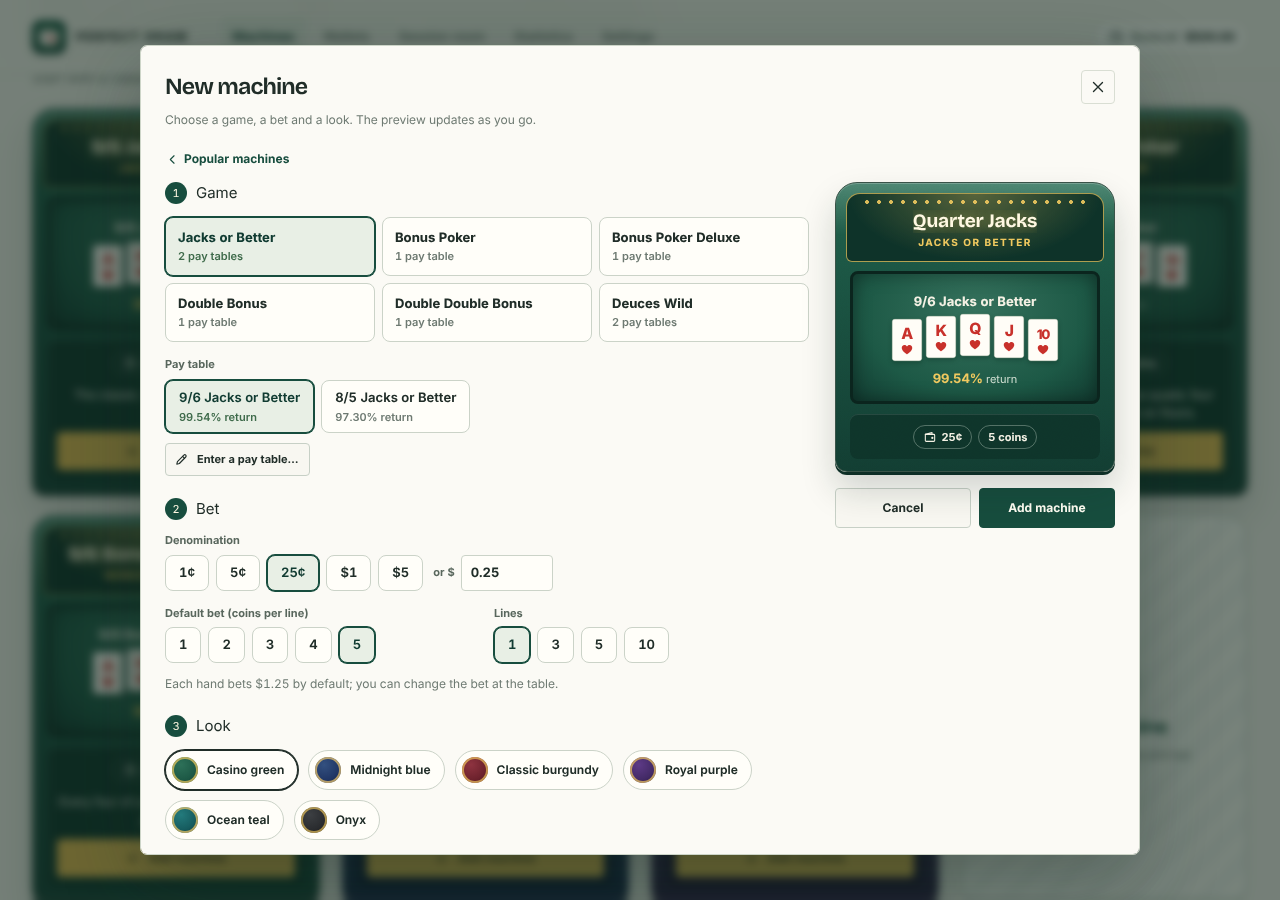 New machine
Choose a game, a bet and a look. The preview updates as you go.
Popular machines
1 Game
Jacks or Better
2 pay tables
Bonus Poker
1 pay table
Bonus Poker Deluxe
1 pay table
Double Bonus
1 pay table
Double Double Bonus
1 pay table
Deuces Wild
2 pay tables
Pay table
9/6 Jacks or Better
99.54% return
8/5 Jacks or Better
97.30% return
Enter a pay table...
2 Bet
Denomination
1¢ 5¢ 25¢ $1 $5 or $ 0.25
Default bet (coins per line)
1 2 3 4 5
Lines
1 3 5 10
Each hand bets $1.25 by default; you can change the bet at the table.
3 Look
Casino green Midnight blue Classic burgundy Royal purple
Ocean teal Onyx
Quarter Jacks
JACKS OR BETTER
9/6 Jacks or Better
A K Q J 10
99.54% return
25¢ 5 coins
Cancel Add machine